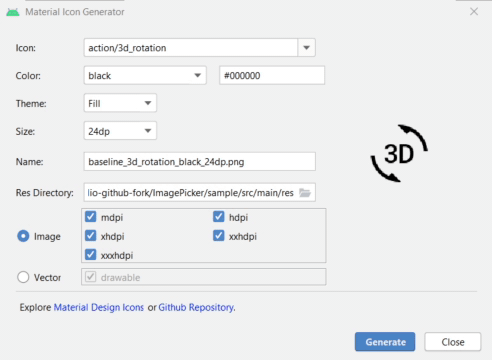 Material Icon Generator
Icon: action/3d_rotation
Color: black #000000
Theme: Fill
Size: 24dp
3D
Name: baseline_3d_rotation_black_24dp.png
Res Directory: lio-github-fork/ImagePicker/sample/src/main/res
mdpi hdpi
Image xhdpi xxhdpi
xxxhdpi
Vector drawable
Explore Material Design Icons or Github Repository.
Generate Close